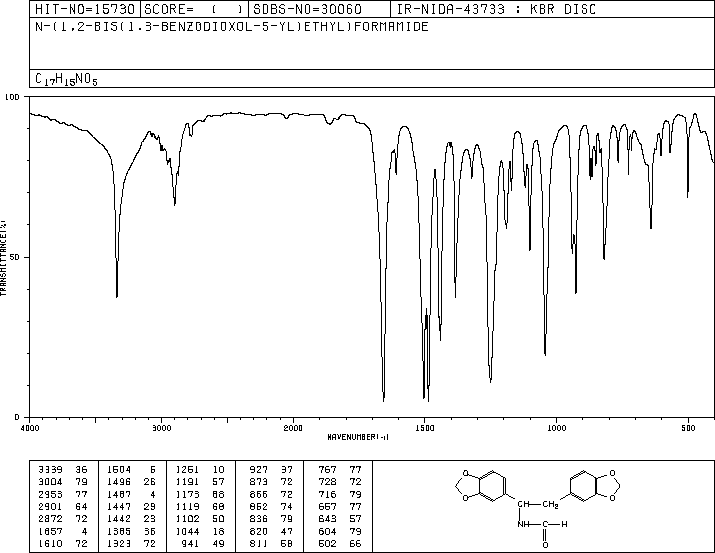 HIT-NO=15730 SCORE= ( ) SDBS-NO=30060 IR-NIDA-43733 : KBR DISC
N-(1,2-BIS(1,3-BENZODIOXOL-5-YL)ETHYL)FORMAMIDE
C17H15NO5
100
50
0
TRANSMITTANCE(%)
4000 3000 2000 1500 1000 500
WAVENUMBER(-1)
3339 36 1504 6 1251 10 927 37 767 77
3004 79 1496 26 1191 57 873 72 728 72
2953 77 1487 4 1173 68 866 72 716 79
2901 64 1447 29 1119 68 852 74 657 77
2872 72 1442 23 1102 50 836 79 643 57
1657 4 1385 36 1044 18 820 47 604 79
1610 72 1323 72 941 49 811 68 502 66
O O
O O
CH CH2
NH C H
O